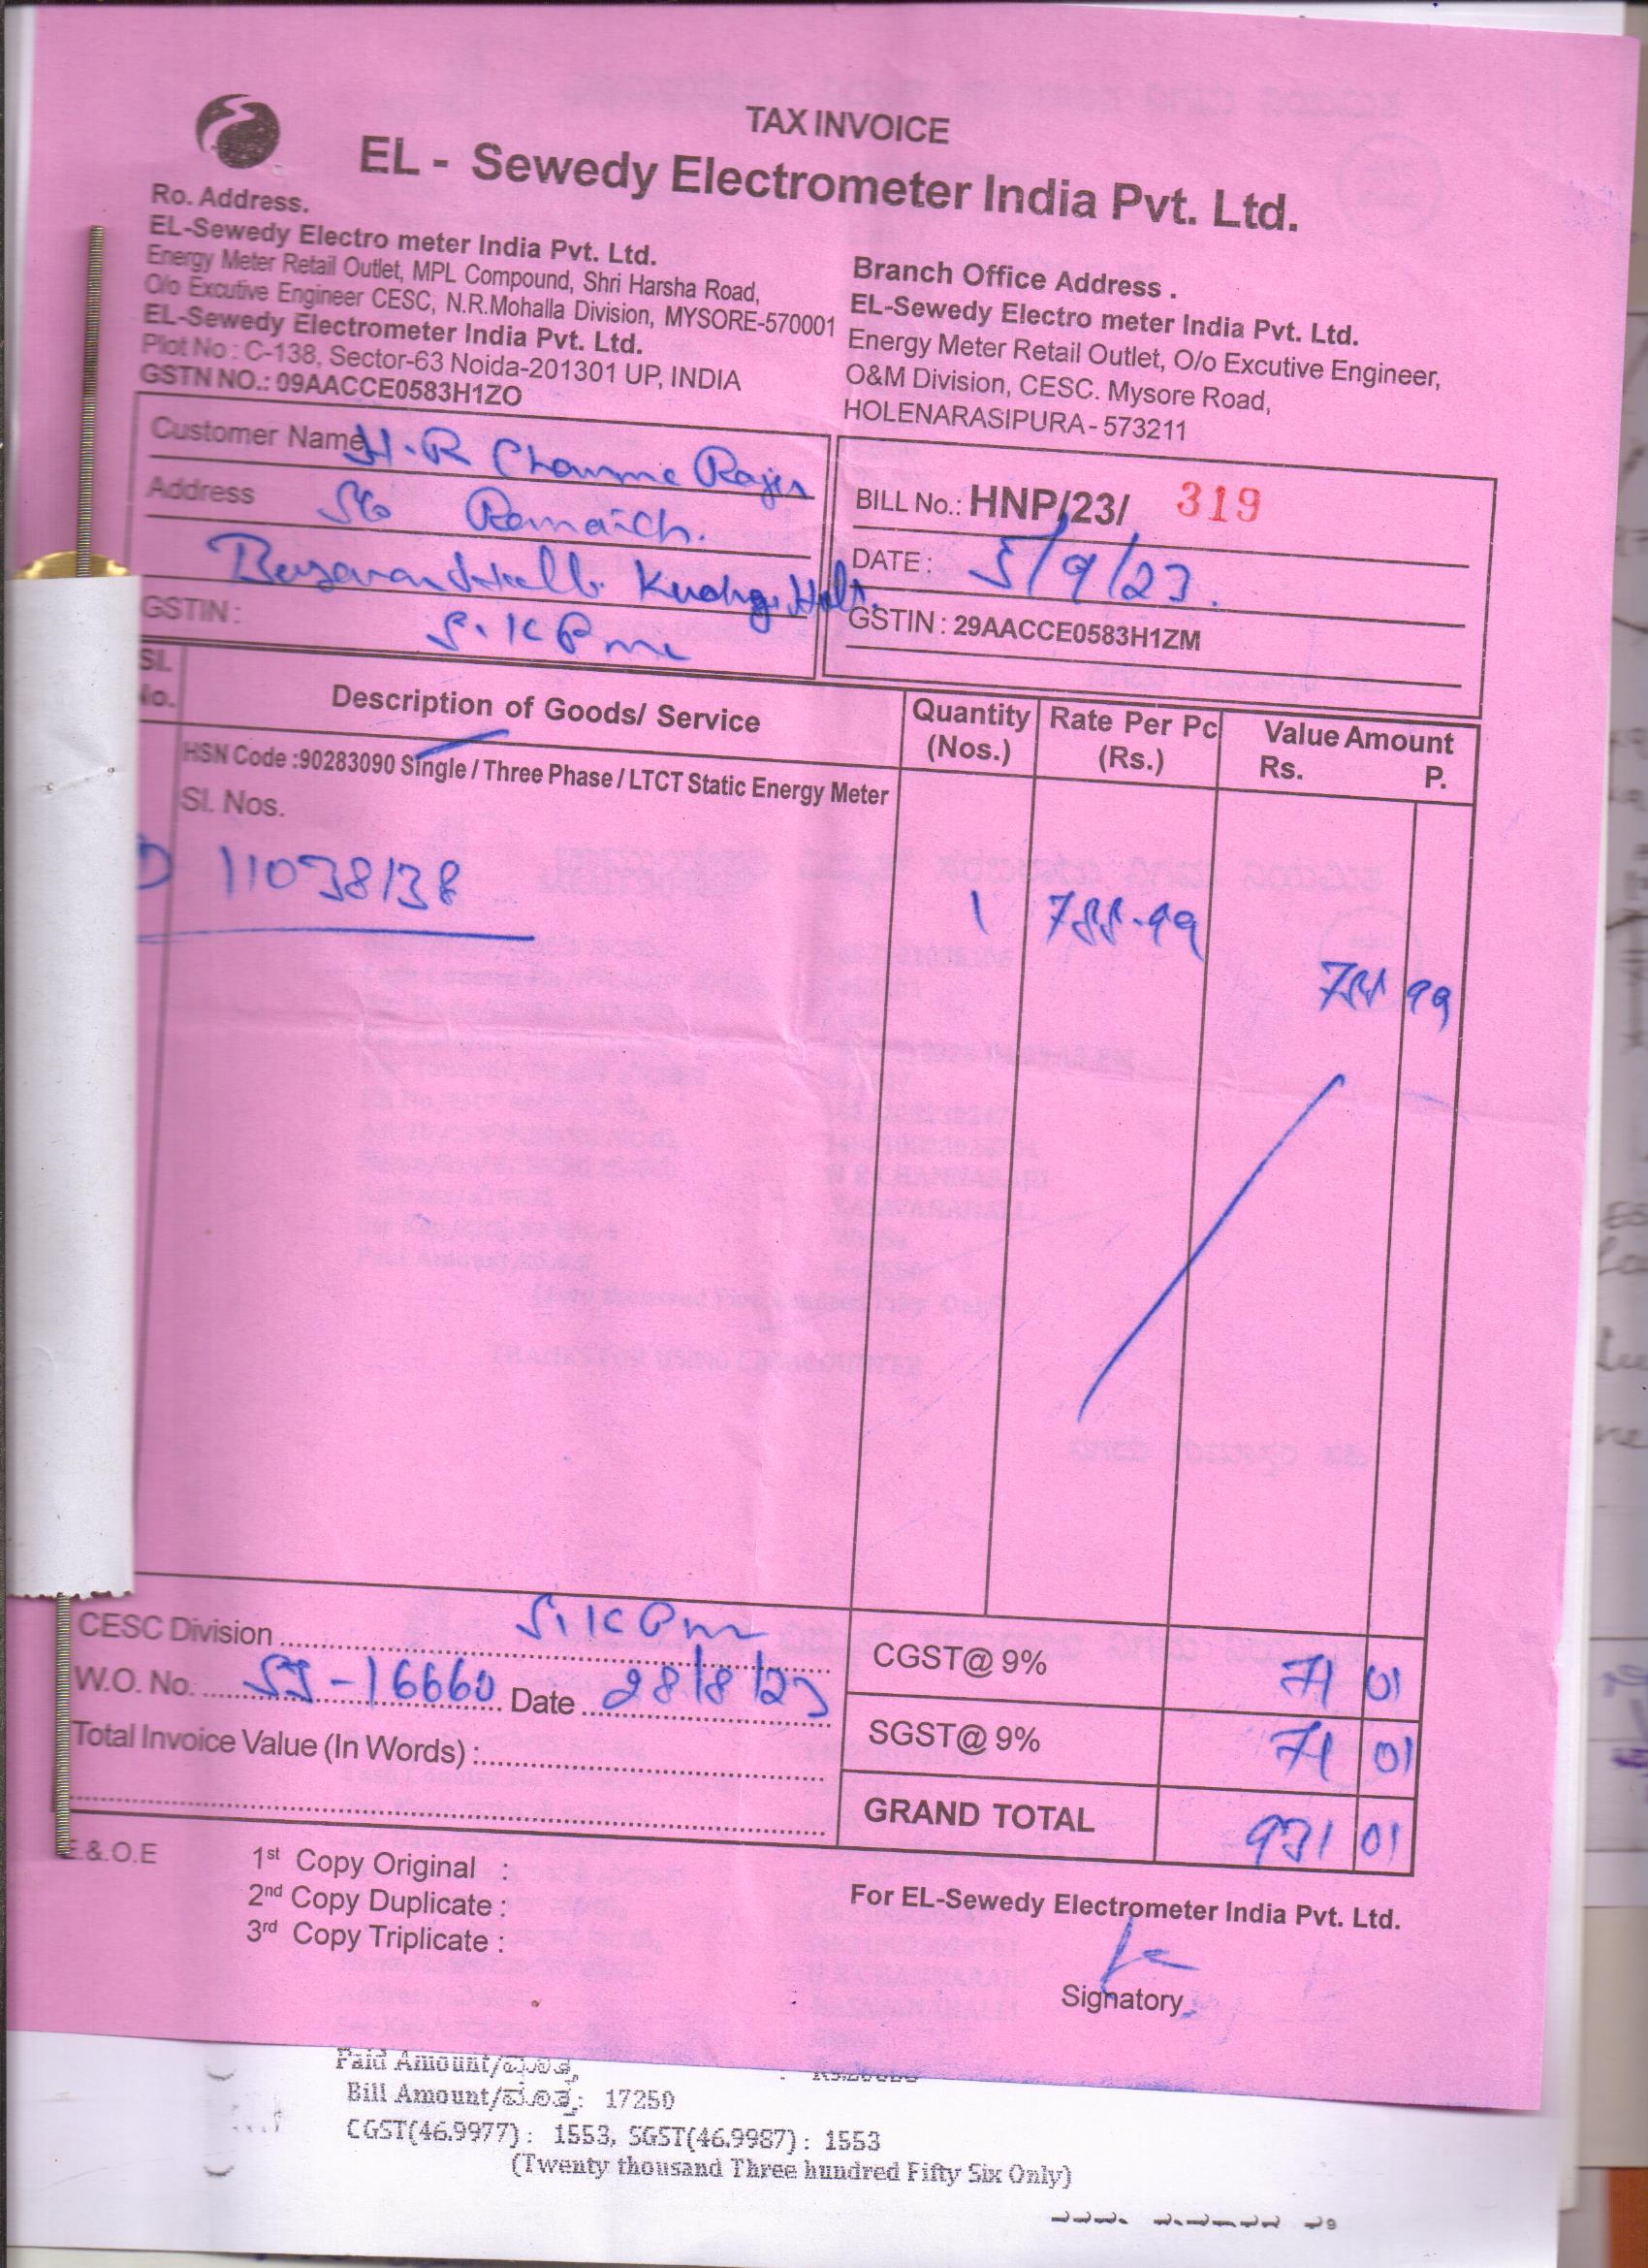 TAX INVOICE
EL - Sewedy Electrometer India Pvt. Ltd.
Ro. Address.
EL-Sewedy Electro meter India Pvt. Ltd.
Energy Meter Retail Outlet, MPL Compound, Shri Harsha Road,
O/o Excutive Engineer CESC, N.R.Mohalla Division, MYSORE-570001
EL-Sewedy Electrometer India Pvt. Ltd.
Plot No : C-138, Sector-63 Noida-201301 UP, INDIA
GSTN NO.: 09AACCE0583H1ZO
Branch Office Address .
EL-Sewedy Electro meter India Pvt. Ltd.
Energy Meter Retail Outlet, O/o Excutive Engineer,
O&M Division, CESC. Mysore Road,
HOLENARASIPURA - 573211
Customer Name H.R
Address
GSTIN :
BILL No.: HNP/23/ 319
DATE : 5/9/23.
GSTIN : 29AACCE0583H1ZM
Sl. No. Description of Goods/ Service Quantity (Nos.) Rate Per Pc (Rs.) Value Amount Rs. P.
HSN Code :90283090 Single / Three Phase / LTCT Static Energy Meter
Sl. Nos.
11038138
1 788.99
788 99
CESC Division
W.O. No. SJ-16660 Date 28/8/23
Total Invoice Value (In Words) :
CGST@ 9% 71 01
SGST@ 9% 71 01
GRAND TOTAL 931 01
E.&.O.E
1st Copy Original :
2nd Copy Duplicate :
3rd Copy Triplicate :
For EL-Sewedy Electrometer India Pvt. Ltd.
Signatory
Paid Amount/
Bill Amount/ : 17250
CGST(46.9977) : 1553, SGST(46.9987) : 1553
(Twenty thousand Three hundred Fifty Six Only)